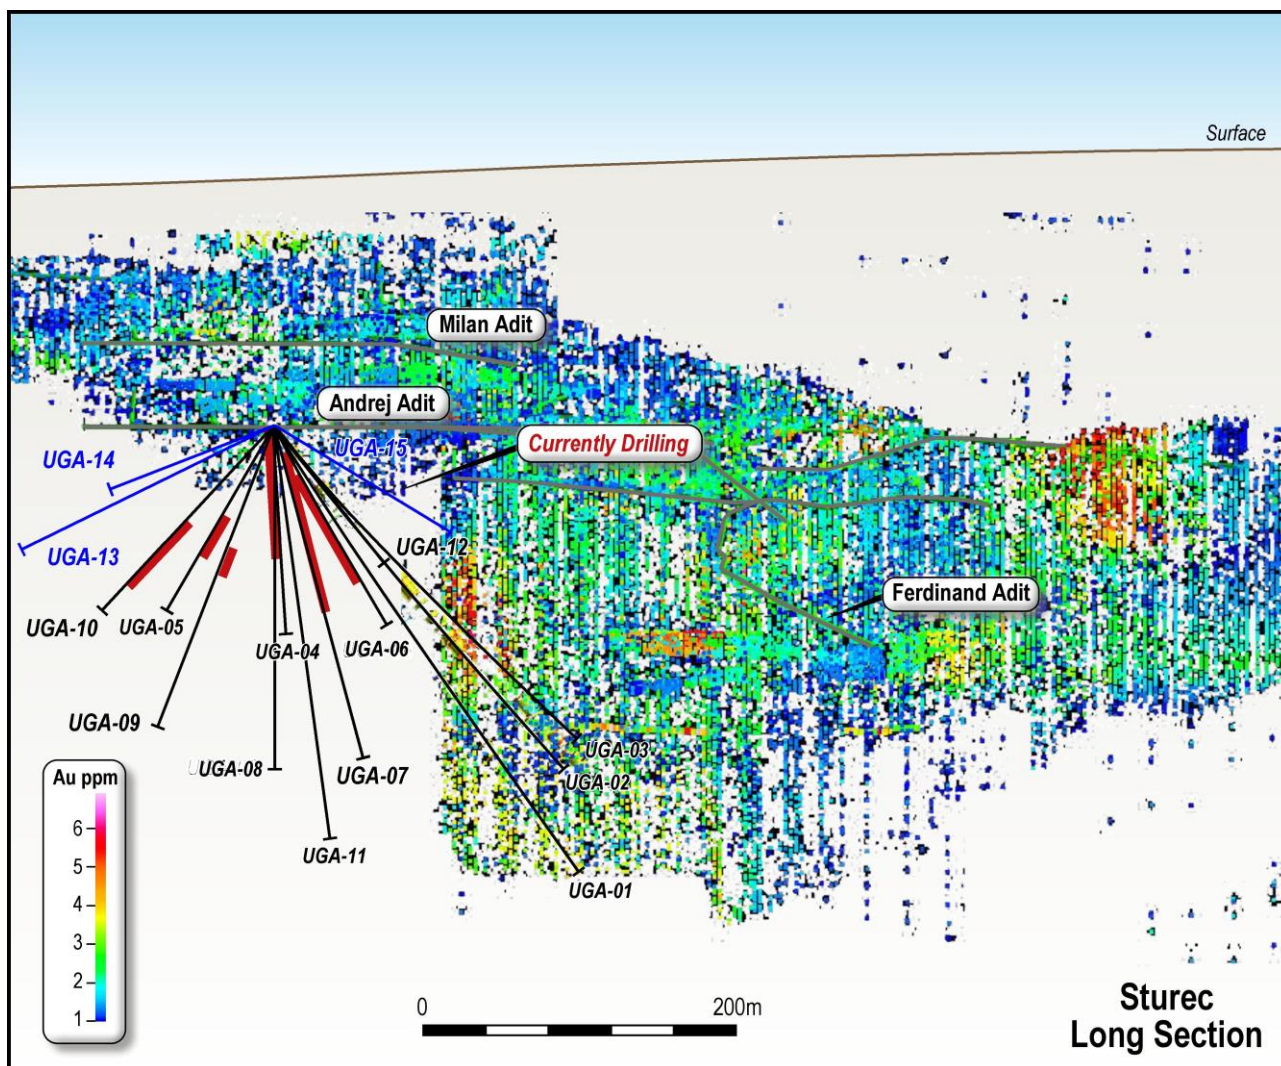 Surface
Milan Adit
Andrej Adit
UGA-15
Currently Drilling
UGA-14
UGA-13
UGA-12
Ferdinand Adit
UGA-10
UGA-05
UGA-04
UGA-06
UGA-09
UGA-08
UGA-07
UGA-03
UGA-02
UGA-11
UGA-01
Au ppm
6
5
4
3
2
1
0
200m
Sturec
Long Section